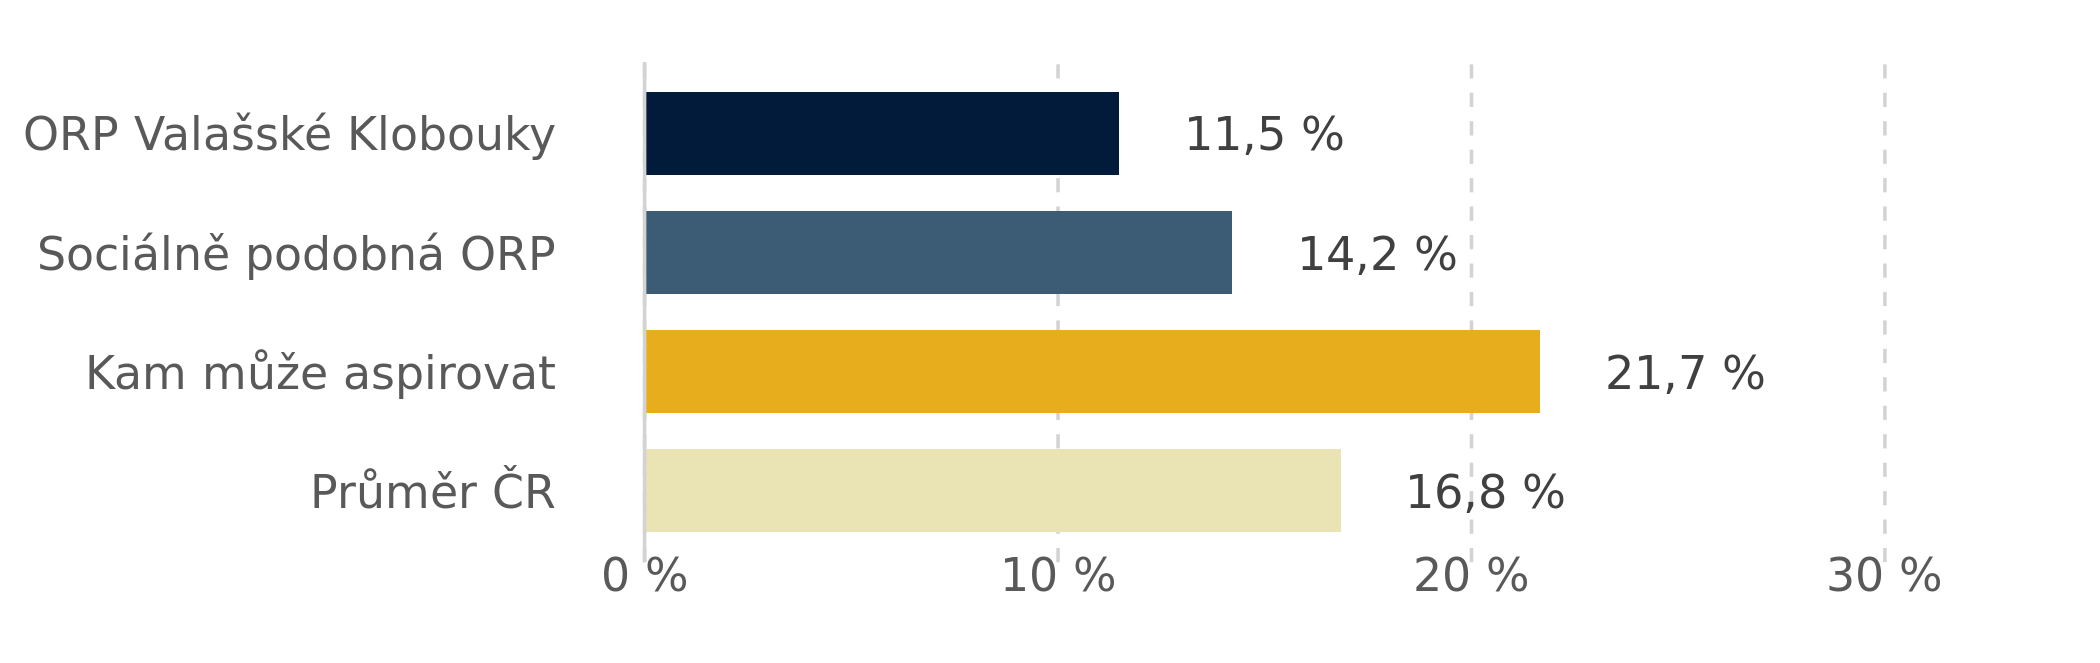 ORP Valašské Klobouky 11,5 %
Sociálně podobná ORP 14,2 %
Kam může aspirovat 21,7 %
Průměr ČR 16,8 %
0 % 10 % 20 % 30 %